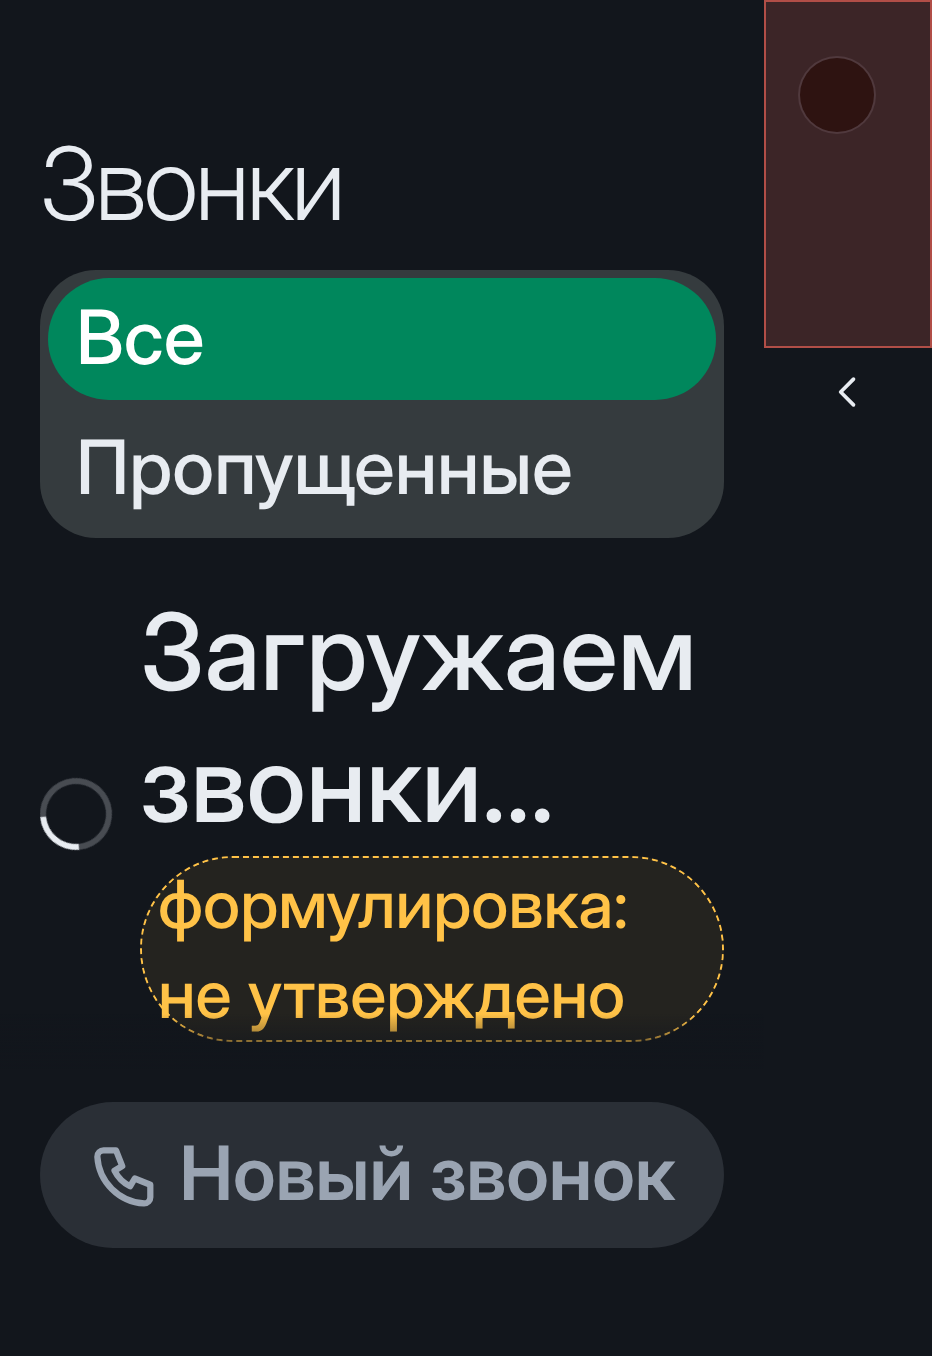 Звонки
Все
Пропущенные
Загружаем
звонки...
формулировка:
не утверждено
Новый звонок